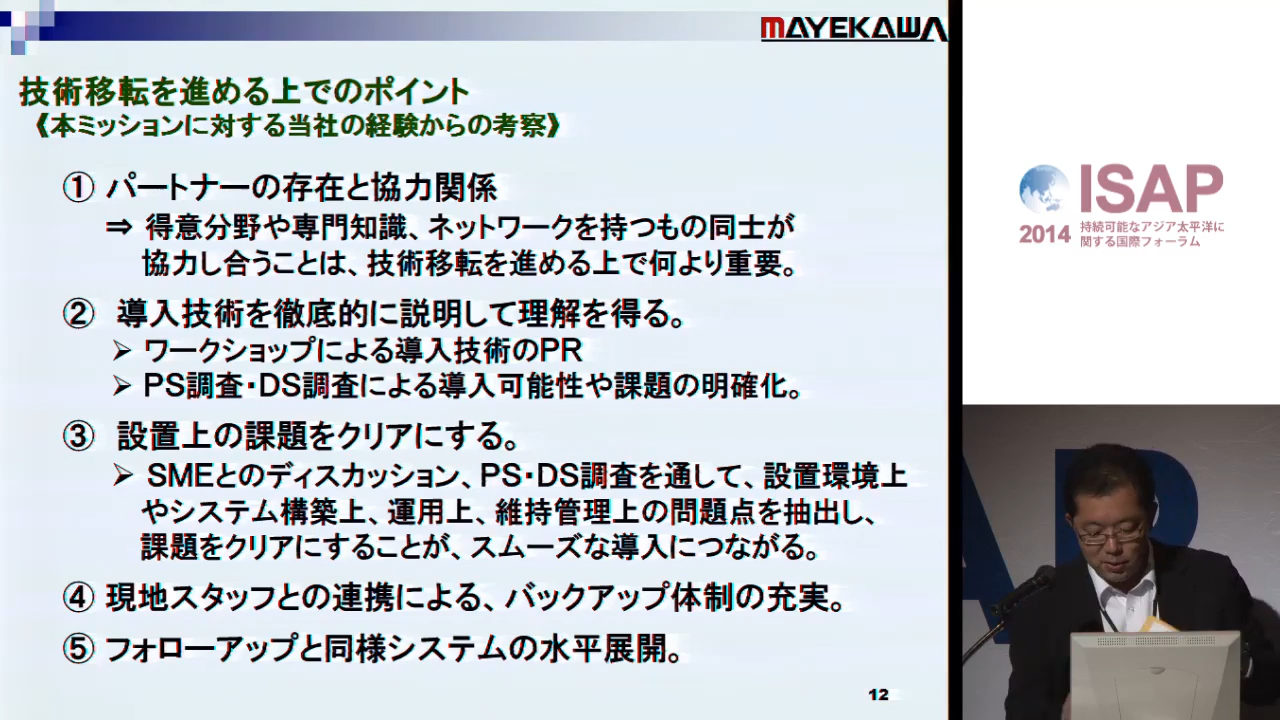 MAYEKAWA
技術移転を進める上でのポイント
《本ミッションに対する当社の経験からの考察》
① パートナーの存在と協力関係
⇒ 得意分野や専門知識、ネットワークを持つもの同士が
協力し合うことは、技術移転を進める上で何より重要。
② 導入技術を徹底的に説明して理解を得る。
➢ ワークショップによる導入技術のPR
➢ PS調査・DS調査による導入可能性や課題の明確化。
③ 設置上の課題をクリアにする。
➢ SMEとのディスカッション、PS・DS調査を通して、設置環境上
やシステム構築上、運用上、維持管理上の問題点を抽出し、
課題をクリアにすることが、スムーズな導入につながる。
④ 現地スタッフとの連携による、バックアップ体制の充実。
⑤ フォローアップと同様システムの水平展開。
12
ISAP
2014 持続可能なアジア太平洋に
関する国際フォーラム